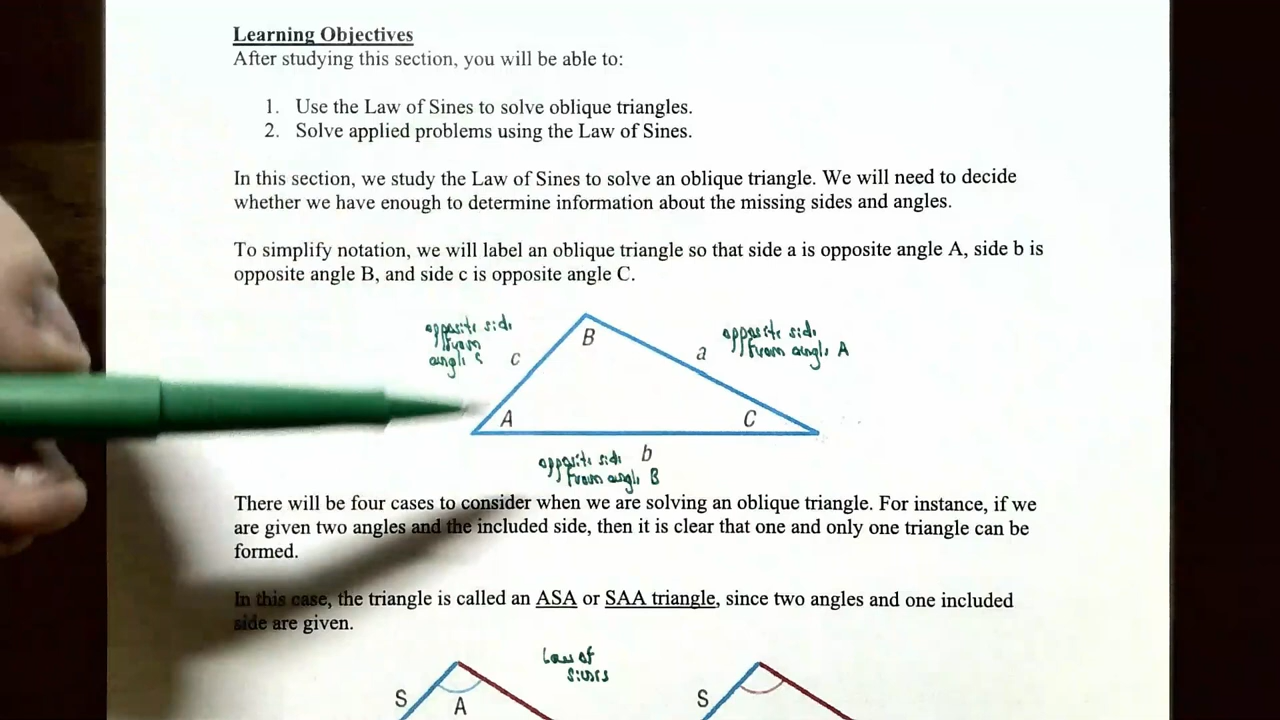 Learning Objectives
After studying this section, you will be able to:
1. Use the Law of Sines to solve oblique triangles.
2. Solve applied problems using the Law of Sines.
In this section, we study the Law of Sines to solve an oblique triangle. We will need to decide
whether we have enough to determine information about the missing sides and angles.
To simplify notation, we will label an oblique triangle so that side a is opposite angle A, side b is
opposite angle B, and side c is opposite angle C.
opposite side
from
angle c
c
B
a
opposite side
from angle A
A
C
b
opposite side
from angle B
There will be four cases to consider when we are solving an oblique triangle. For instance, if we
are given two angles and the included side, then it is clear that one and only one triangle can be
formed.
In this case, the triangle is called an ASA or SAA triangle, since two angles and one included
side are given.
Law of
sines
S
A
S